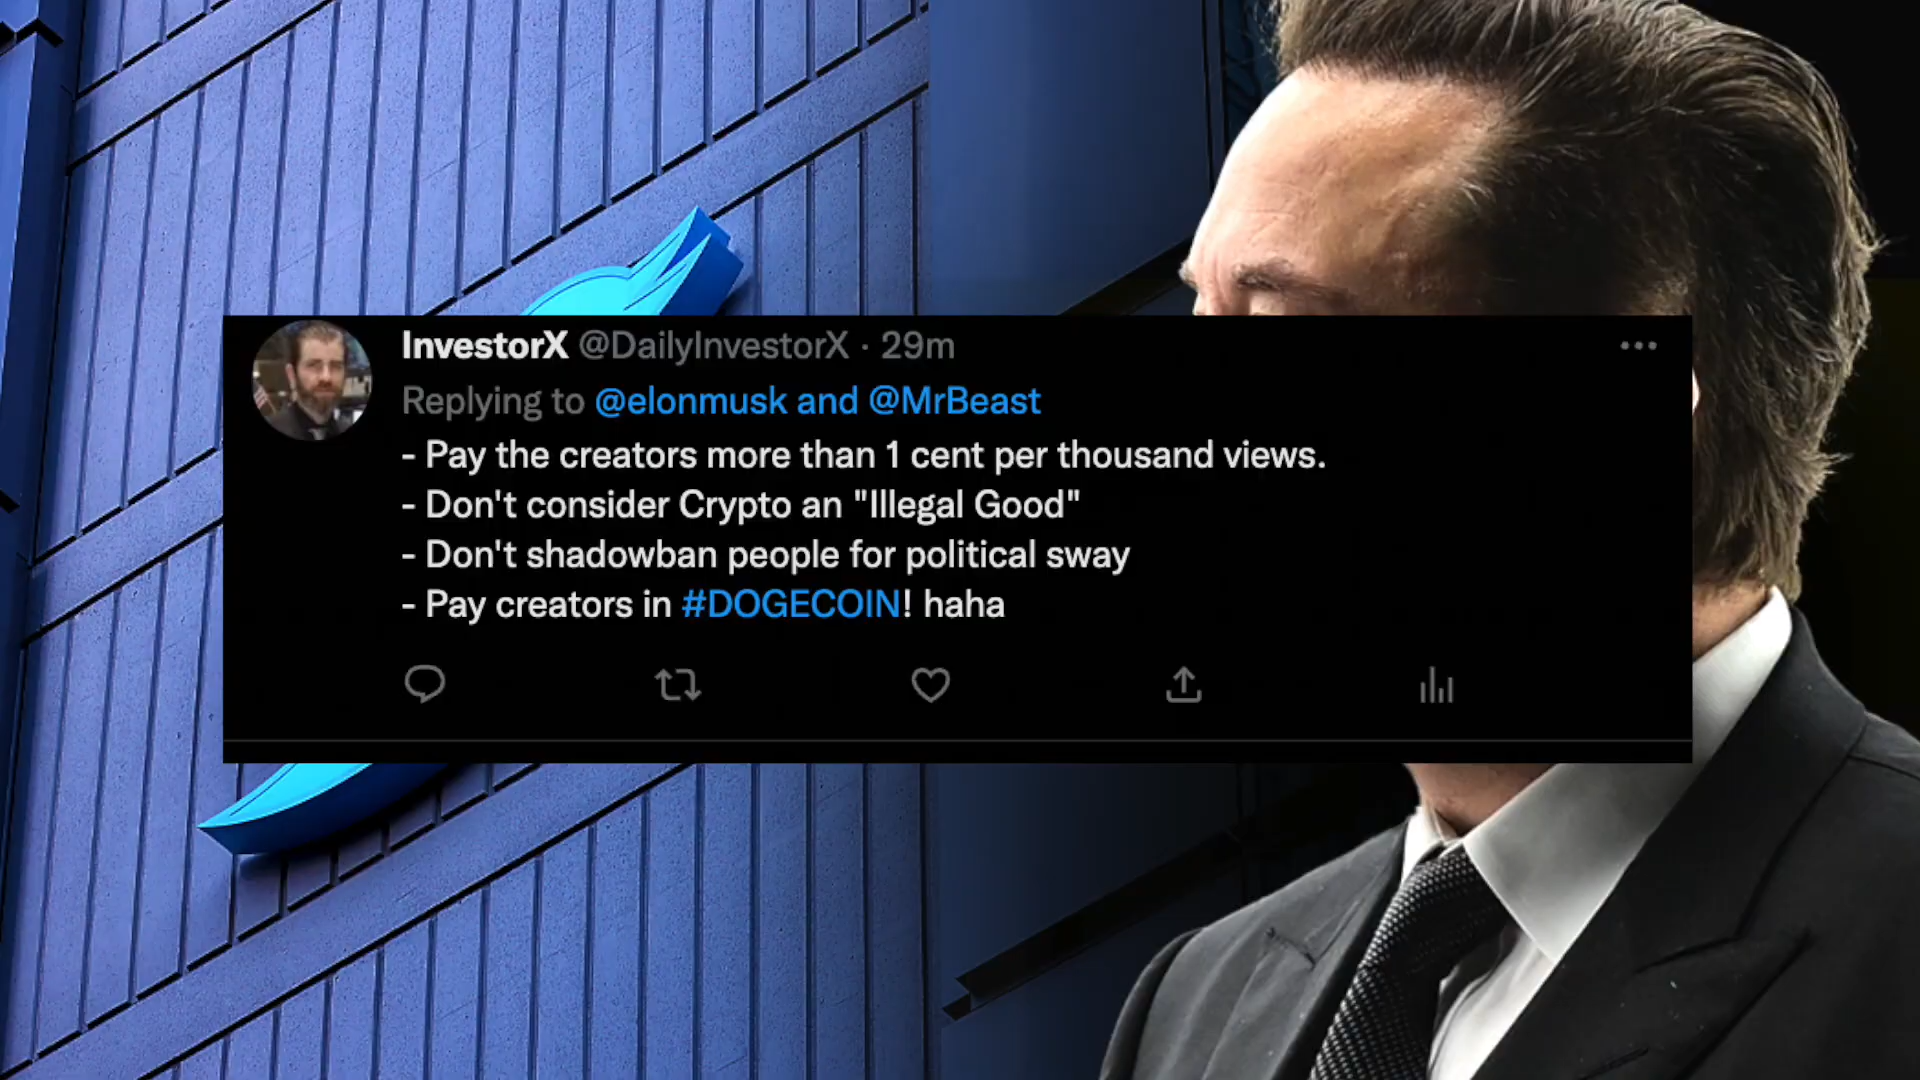 InvestorX @DailyInvestorX · 29m
Replying to @elonmusk and @MrBeast
- Pay the creators more than 1 cent per thousand views.
- Don't consider Crypto an "Illegal Good"
- Don't shadowban people for political sway
- Pay creators in #DOGECOIN! haha